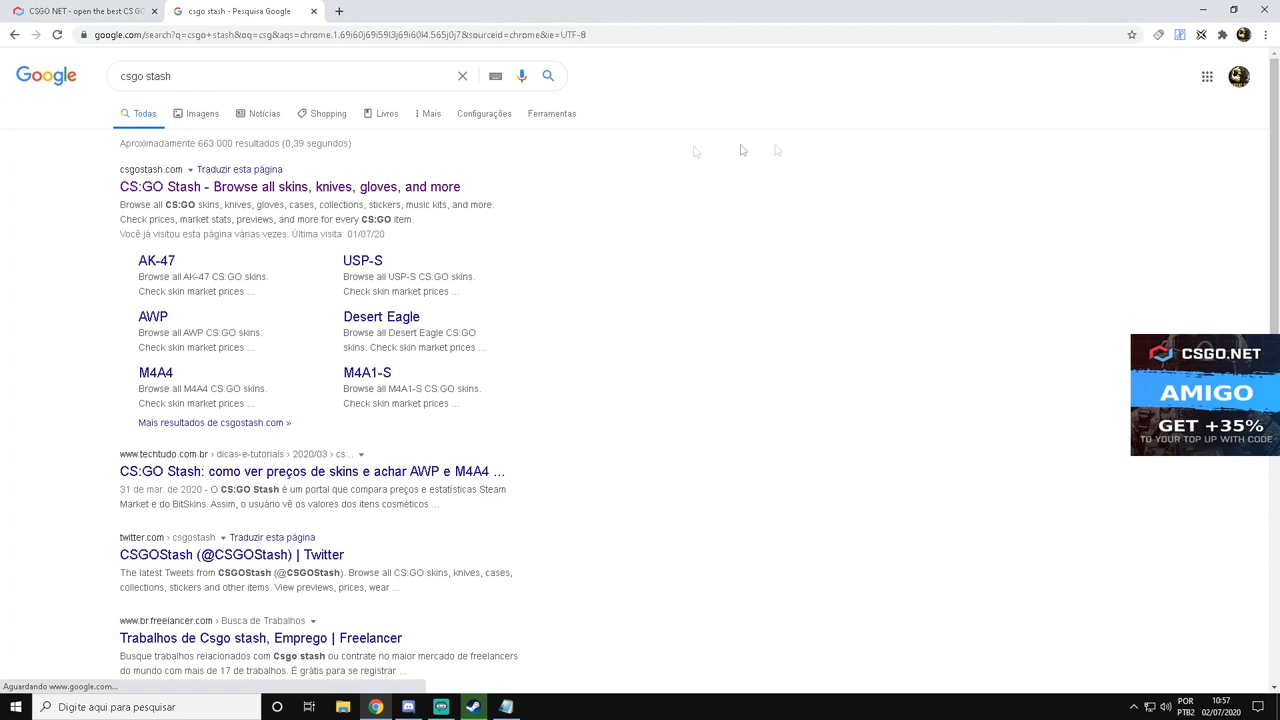 CSGO NET - open the best CS GO
csgo stash - Pesquisa Google
google.com/search?q=csgo+stash&oq=csg&aqs=chrome.1.69i60j69i59l3j69i60l4.565j0j7&sourceid=chrome&ie=UTF-8
Google
csgo stash
Todas
Imagens
Notícias
Shopping
Livros
Mais
Configurações
Ferramentas
Aproximadamente 663.000 resultados (0,39 segundos)
csgostash.com Traduzir esta página
CS:GO Stash - Browse all skins, knives, gloves, and more
Browse all CS:GO skins, knives, gloves, cases, collections, stickers, music kits, and more.
Check prices, market stats, previews, and more for every CS:GO item.
Você já visitou esta página várias vezes. Última visita: 01/07/20
AK-47
Browse all AK-47 CS:GO skins.
Check skin market prices ...
USP-S
Browse all USP-S CS:GO skins.
Check skin market prices ...
AWP
Browse all AWP CS:GO skins.
Check skin market prices ...
Desert Eagle
Browse all Desert Eagle CS:GO
skins. Check skin market prices ...
M4A4
Browse all M4A4 CS:GO skins.
Check skin market prices ...
M4A1-S
Browse all M4A1-S CS:GO skins.
Check skin market prices ...
Mais resultados de csgostash.com »
www.techtudo.com.br › dicas-e-tutoriais › 2020/03 › cs...
CS:GO Stash: como ver preços de skins e achar AWP e M4A4 ...
31 de mar. de 2020 - O CS:GO Stash é um portal que compara preços e estatísticas Steam
Market e do BitSkins. Assim, o usuário vê os valores dos itens cosméticos ...
twitter.com › csgostash Traduzir esta página
CSGOStash (@CSGOStash) | Twitter
The latest Tweets from CSGOStash (@CSGOStash). Browse all CS:GO skins, knives, cases,
collections, stickers and other items. View previews, prices, wear ...
www.br.freelancer.com › Busca de Trabalhos
Trabalhos de Csgo stash, Emprego | Freelancer
Busque trabalhos relacionados com Csgo stash ou contrate no maior mercado de freelancers
do mundo com mais de 17 de trabalhos. É grátis para se registrar ...
CSGO.NET
AMIGO
GET +35%
TO YOUR TOP UP WITH CODE
Aguardando www.google.com...
Digite aqui para pesquisar
POR
PTB2
10:57
02/07/2020